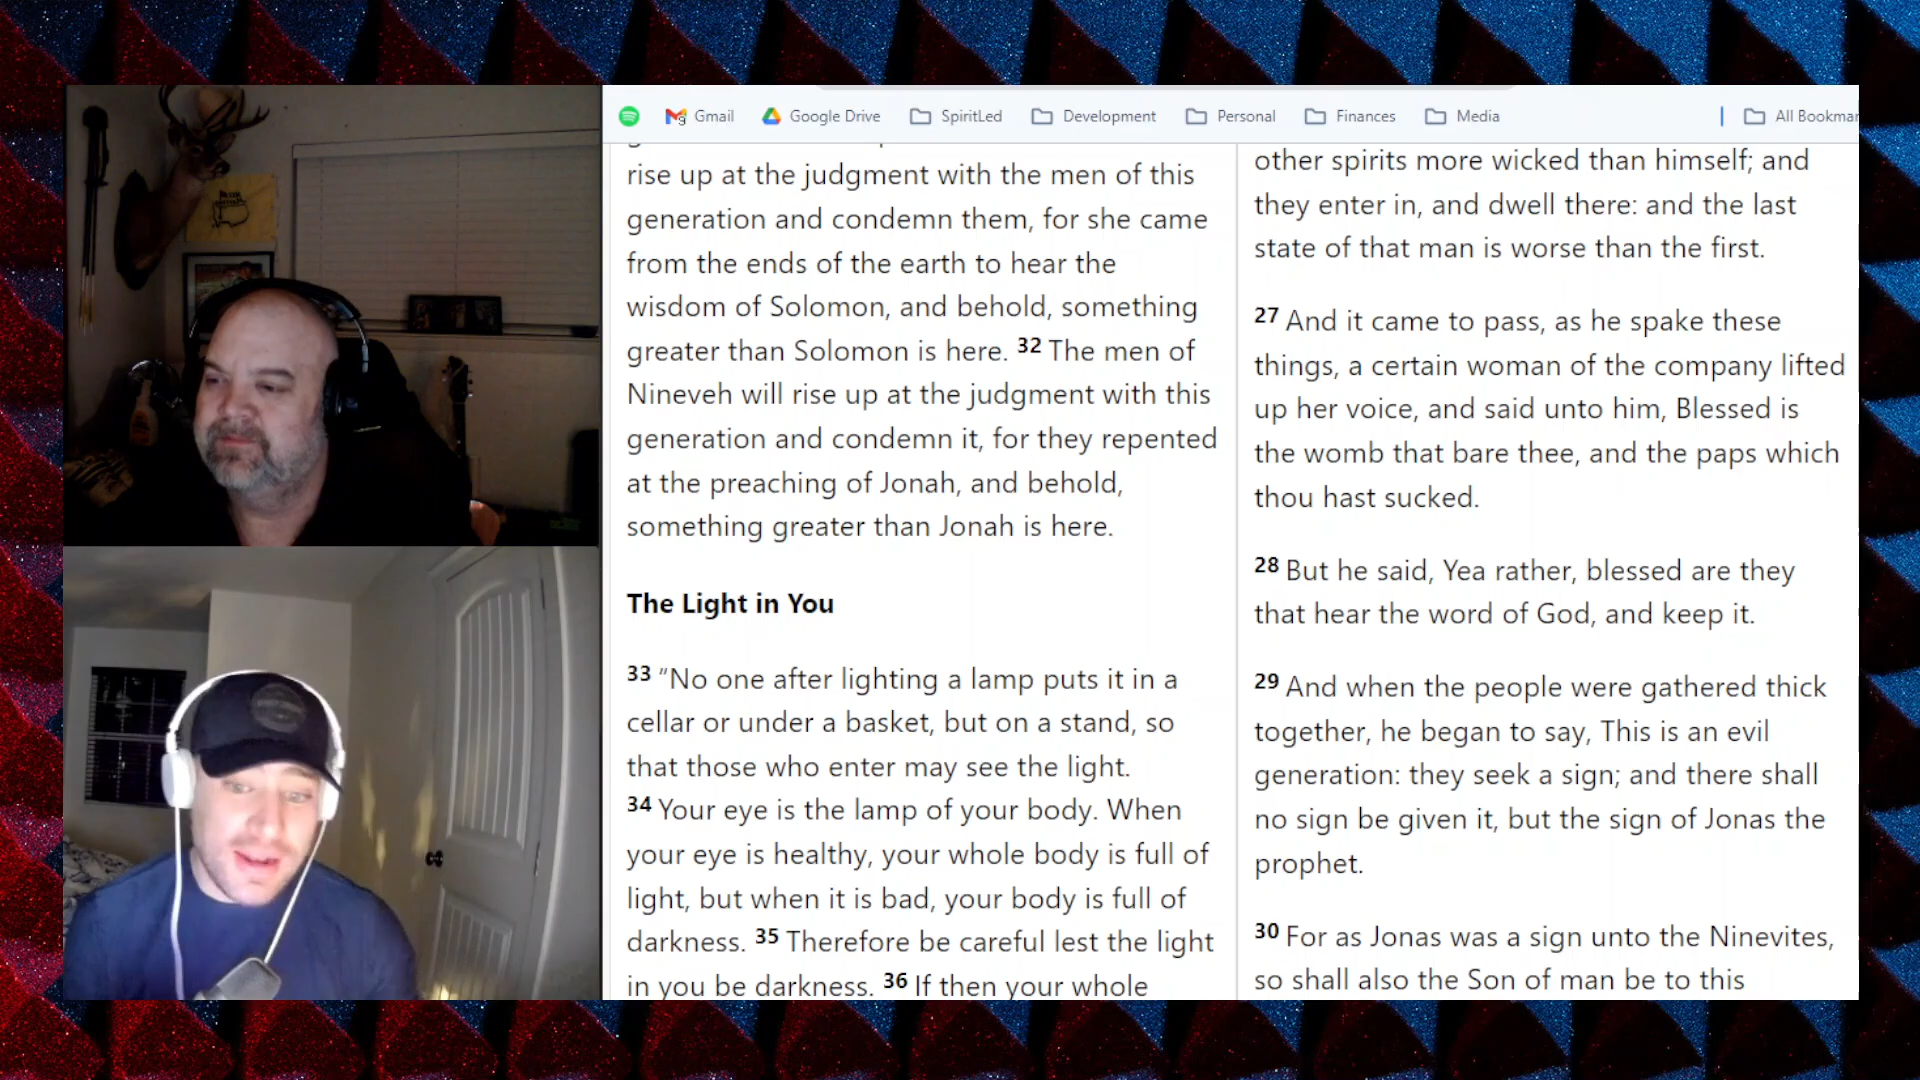 Gmail Google Drive SpiritLed Development Personal Finances Media All Bookmar
rise up at the judgment with the men of this
generation and condemn them, for she came
from the ends of the earth to hear the
wisdom of Solomon, and behold, something
greater than Solomon is here. 32 The men of
Nineveh will rise up at the judgment with this
generation and condemn it, for they repented
at the preaching of Jonah, and behold,
something greater than Jonah is here.
The Light in You
33 “No one after lighting a lamp puts it in a
cellar or under a basket, but on a stand, so
that those who enter may see the light.
34 Your eye is the lamp of your body. When
your eye is healthy, your whole body is full of
light, but when it is bad, your body is full of
darkness. 35 Therefore be careful lest the light
in you be darkness. 36 If then your whole
other spirits more wicked than himself; and
they enter in, and dwell there: and the last
state of that man is worse than the first.
27 And it came to pass, as he spake these
things, a certain woman of the company lifted
up her voice, and said unto him, Blessed is
the womb that bare thee, and the paps which
thou hast sucked.
28 But he said, Yea rather, blessed are they
that hear the word of God, and keep it.
29 And when the people were gathered thick
together, he began to say, This is an evil
generation: they seek a sign; and there shall
no sign be given it, but the sign of Jonas the
prophet.
30 For as Jonas was a sign unto the Ninevites,
so shall also the Son of man be to this